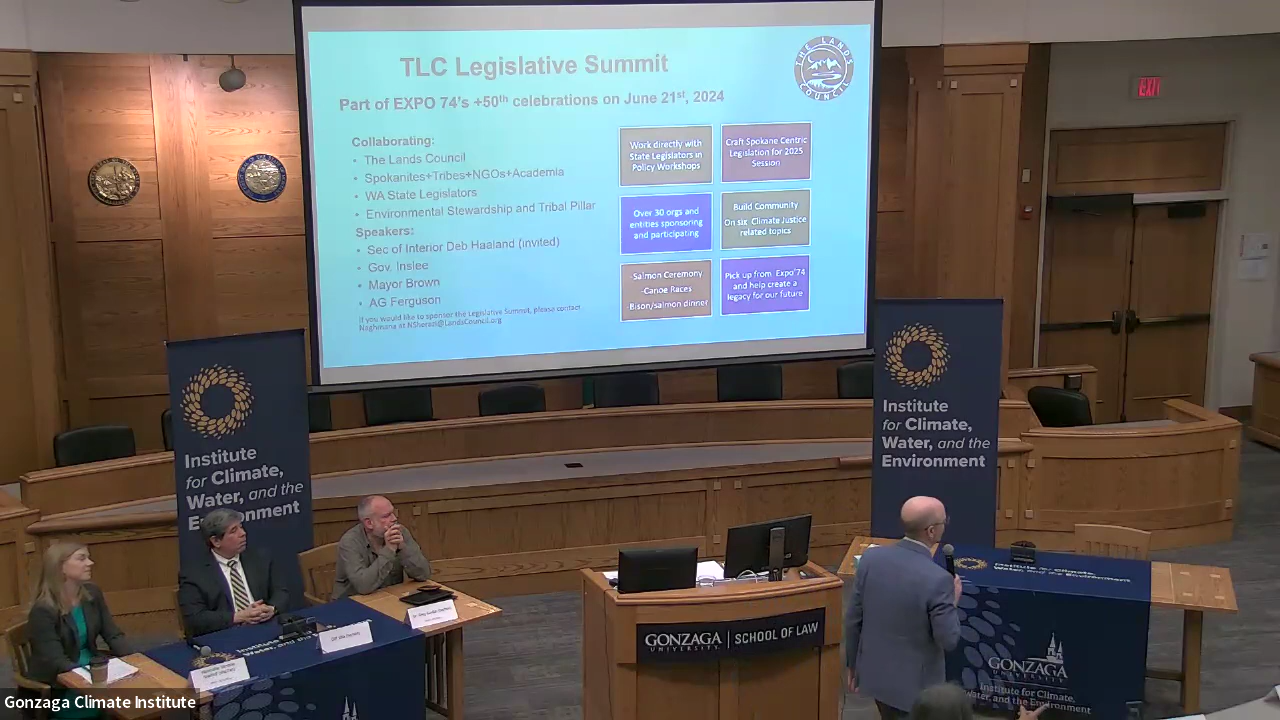 TLC Legislative Summit
Part of EXPO 74's +50th celebrations on June 21st, 2024
THE LANDS COUNCIL
Collaborating:
• The Lands Council
• Spokanites+Tribes+NGOs+Academia
• WA State Legislators
• Environmental Stewardship and Tribal Pillar
Speakers:
• Sec of Interior Deb Haaland (invited)
• Gov. Inslee
• Mayor Brown
• AG Ferguson
If you would like to sponsor the Legislative Summit, please contact
Work directly with
State Legislators in
Policy Workshops
Craft Spokane Centric
Legislation for 2025
Session
Over 30 orgs and
entities sponsoring
and participating
Build Community
On six Climate Justice
related topics
-Salmon Ceremony
-Canoe Races
-Bison/salmon dinner
Pick up from Expo'74
and help create a
legacy for our future
EXIT
Institute
for Climate,
Water, and the
Environment
Institute
for Climate,
Water, and the
Environment
GONZAGA
UNIVERSITY
SCHOOL OF LAW
Institute for Climate,
Water, and the Environment
GONZAGA
UNIVERSITY
Institute for Climate,
Water, and the Environment
Gonzaga Climate Institute